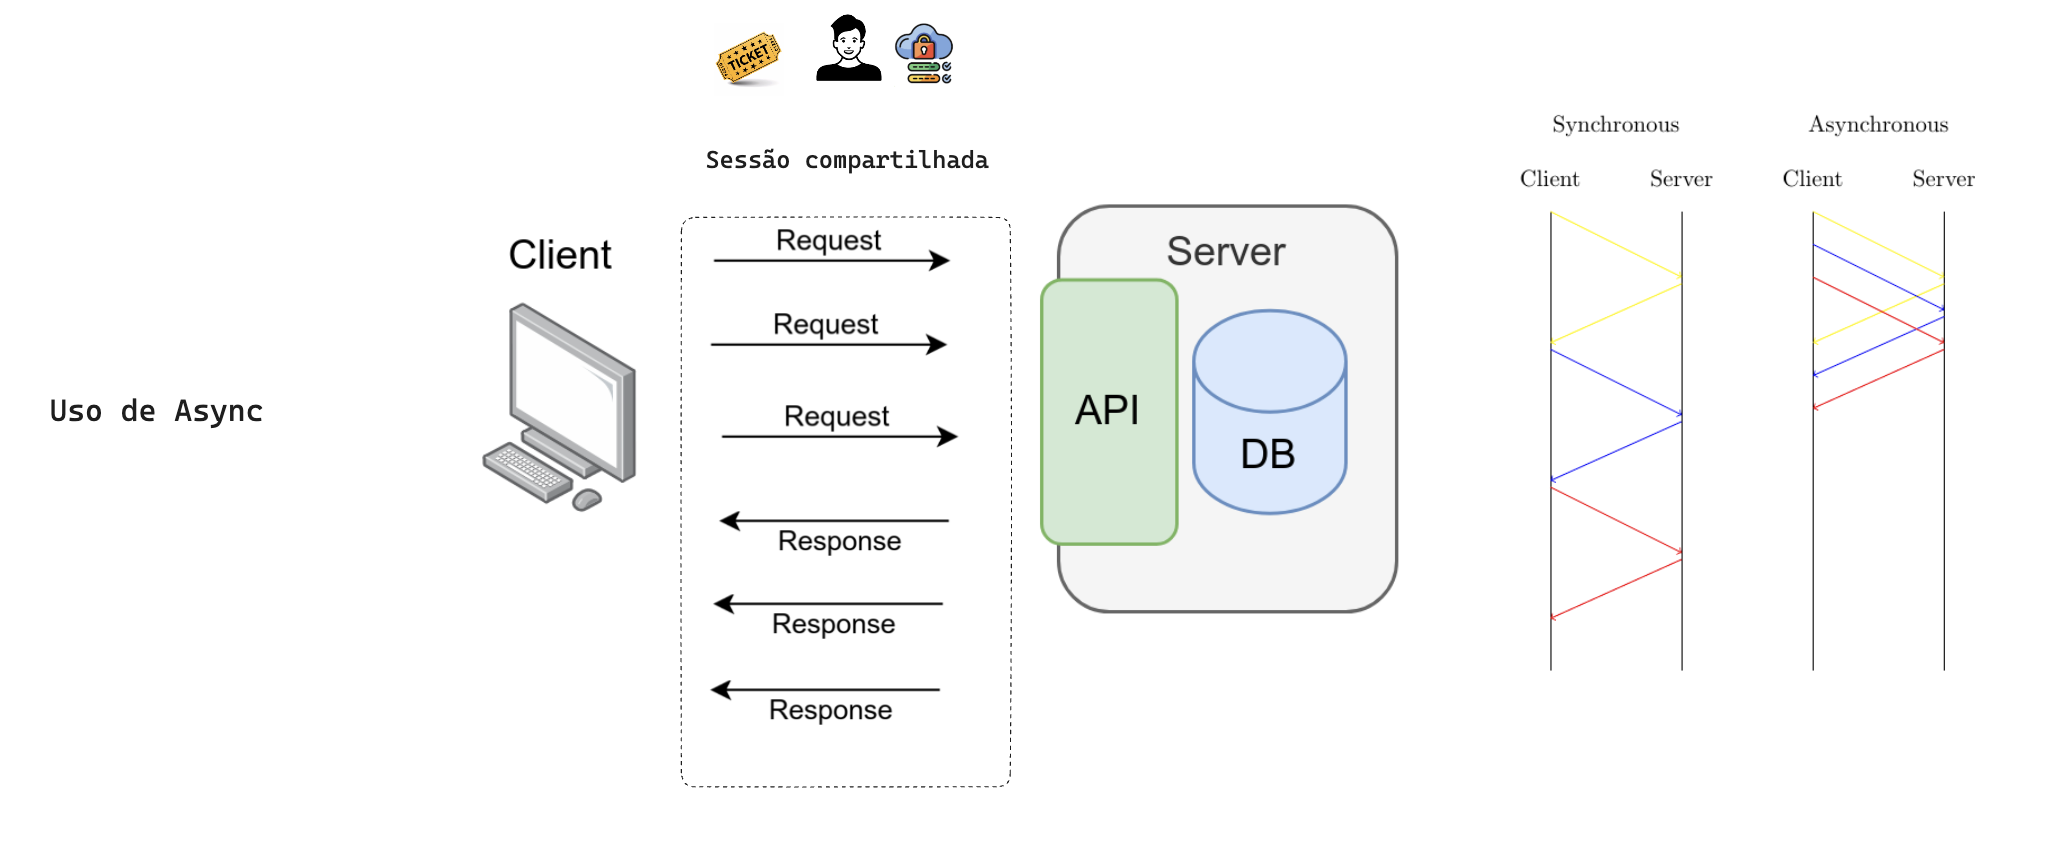 TICKET
Sessão compartilhada
Uso de Async
Client
Request
Request
Request
Response
Response
Response
Server
API
DB
Synchronous
Asynchronous
Client
Server
Client
Server